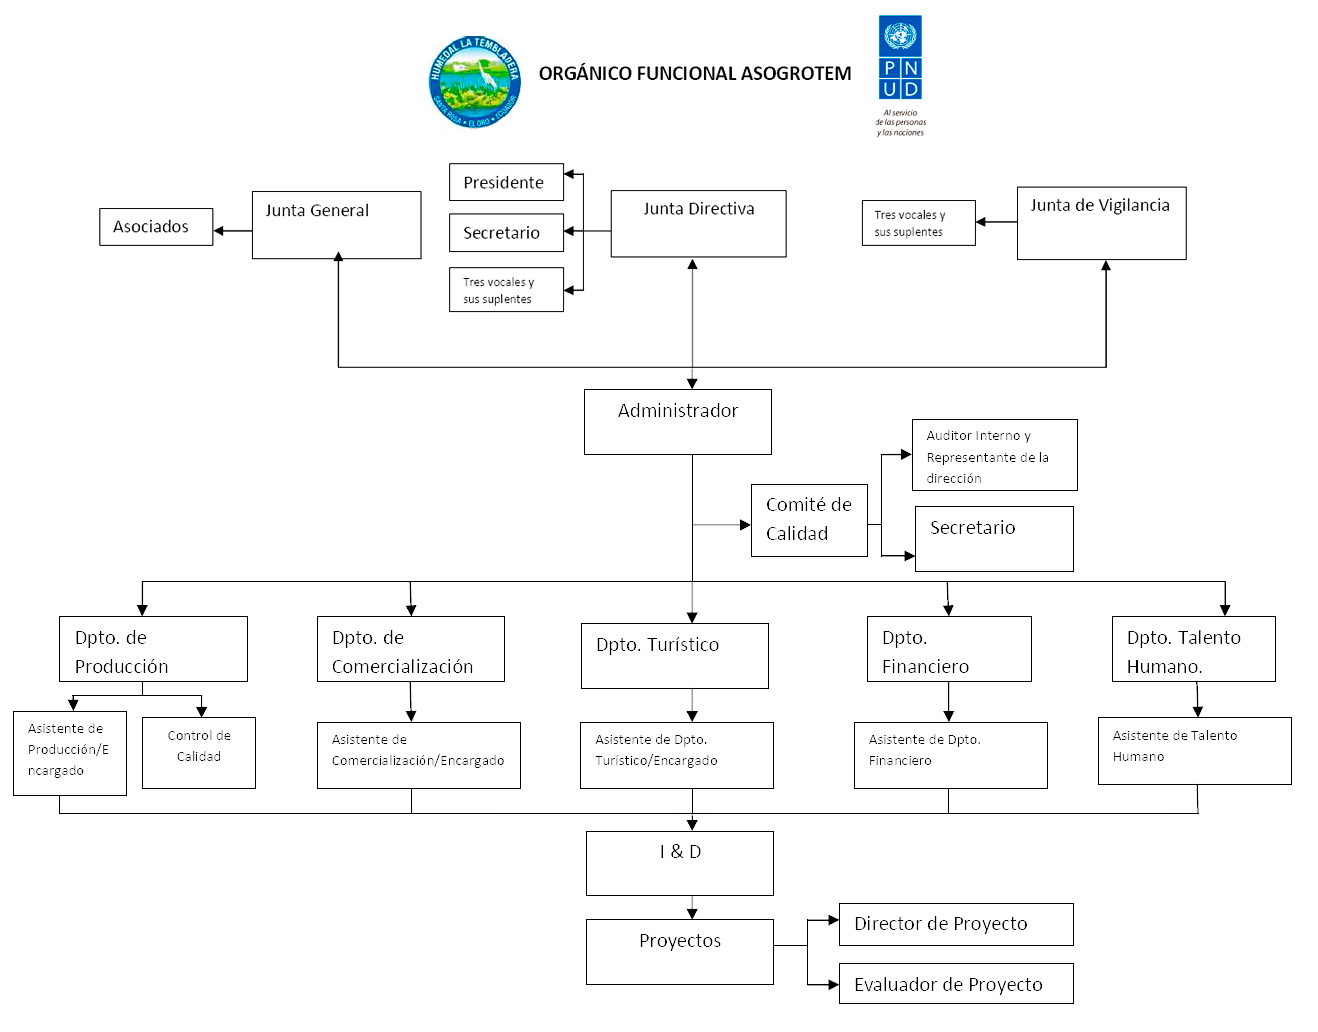 HUMEDAL LA TEMBLADERA
SANTA ROSA • EL ORO • ECUADOR
ORGÁNICO FUNCIONAL ASOGROTEM
P N
U D
Al servicio
de las personas
y las naciones
Presidente
Junta General
Junta Directiva
Junta de Vigilancia
Asociados
Secretario
Tres vocales y
sus suplentes
Tres vocales y
sus suplentes
Administrador
Auditor Interno y
Representante de la
dirección
Comité de
Calidad
Secretario
Dpto. de
Producción
Dpto. de
Comercialización
Dpto. Turístico
Dpto.
Financiero
Dpto. Talento
Humano.
Asistente de
Producción/E
ncargado
Control de
Calidad
Asistente de
Comercialización/Encargado
Asistente de Dpto.
Turístico/Encargado
Asistente de Dpto.
Financiero
Asistente de Talento
Humano
I & D
Proyectos
Director de Proyecto
Evaluador de Proyecto